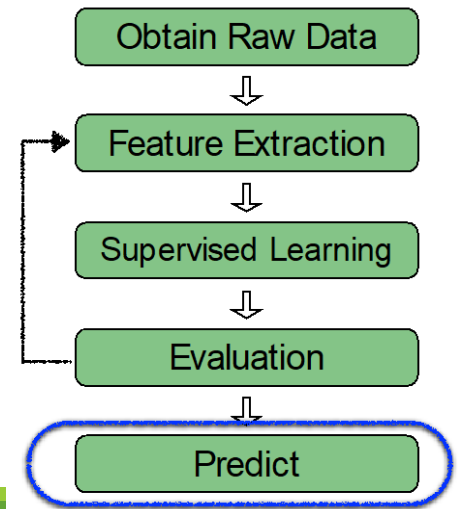 Obtain Raw Data
Feature Extraction
Supervised Learning
Evaluation
Predict